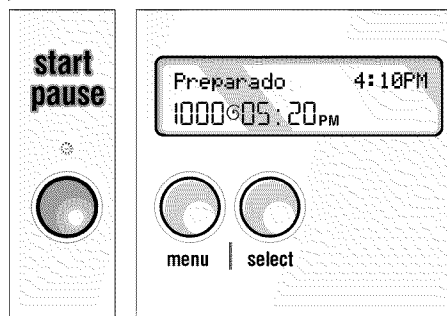 start
pause
Preparado 4:10PM
1000 05:20PM
menu | select